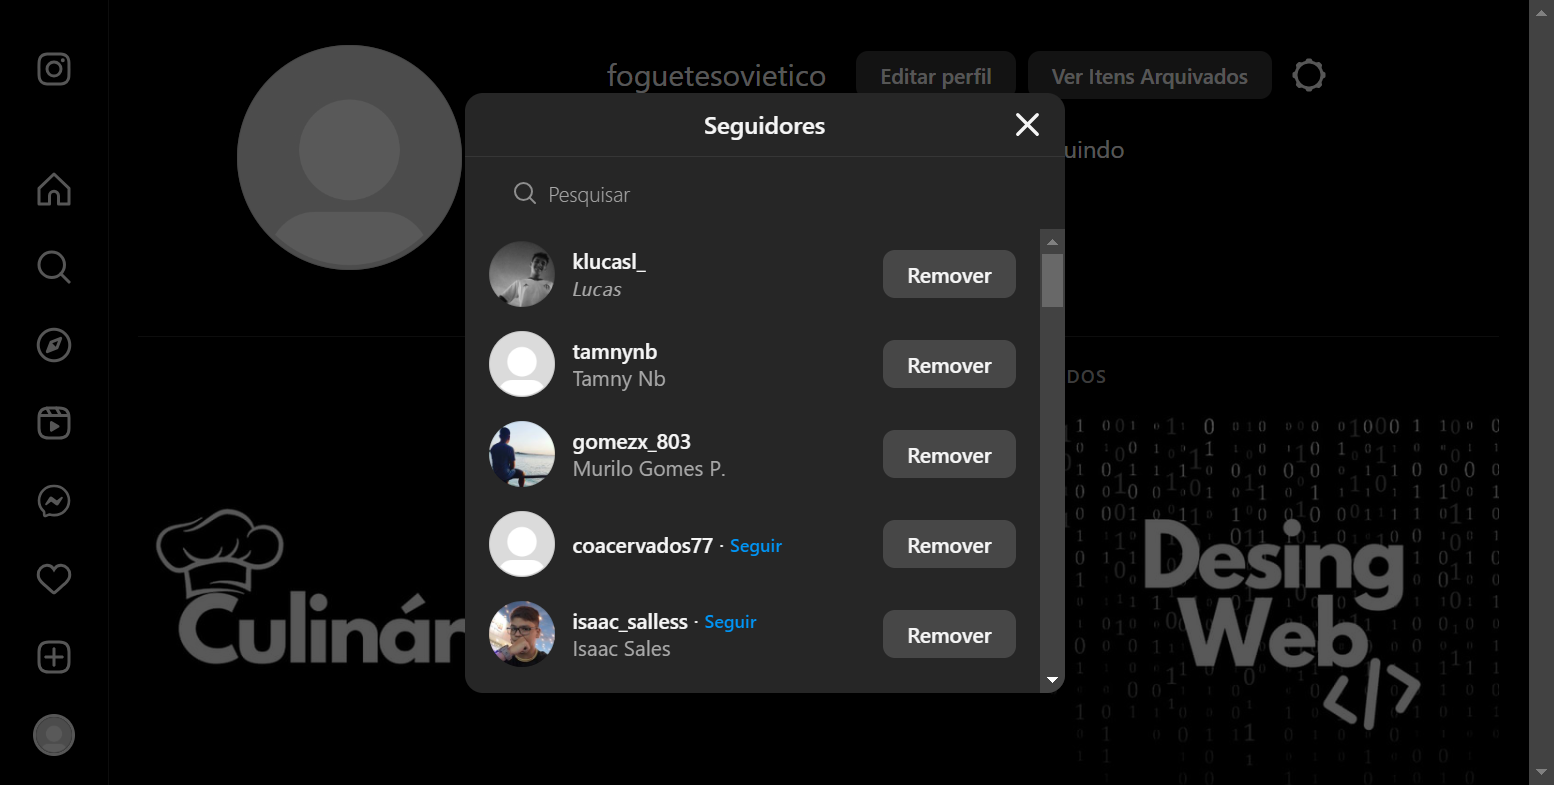 foguetesovietico
Editar perfil
Ver Itens Arquivados
uindo
Seguidores
Pesquisar
klucasl_
Lucas
Remover
tamnynb
Tamny Nb
Remover
gomezx_803
Murilo Gomes P.
Remover
coacervados77 · Seguir
Remover
isaac_salless · Seguir
Isaac Sales
Remover
DOS
Culinár
Desing
Web
</>